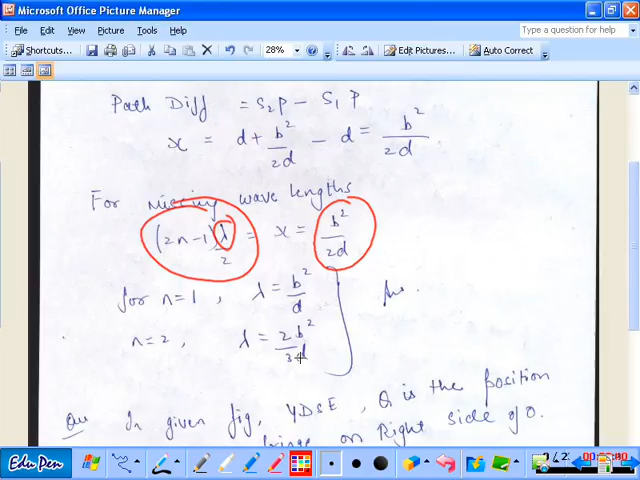 Microsoft Office Picture Manager
File Edit View Picture Tools Help Type a question for help
Shortcuts... 28% Edit Pictures... Auto Correct
Path Diff = S₂P - S₁P
x = d + b²/2d - d = b²/2d
For missing wave lengths
(2n-1) λ/2 = x = b²/2d
for n=1, λ = b²/d
Ans.
n=2, λ = 2b²/3d
Qu In given fig, YDSE, Q is the position
fringe on Right side of O.
Edu Pen